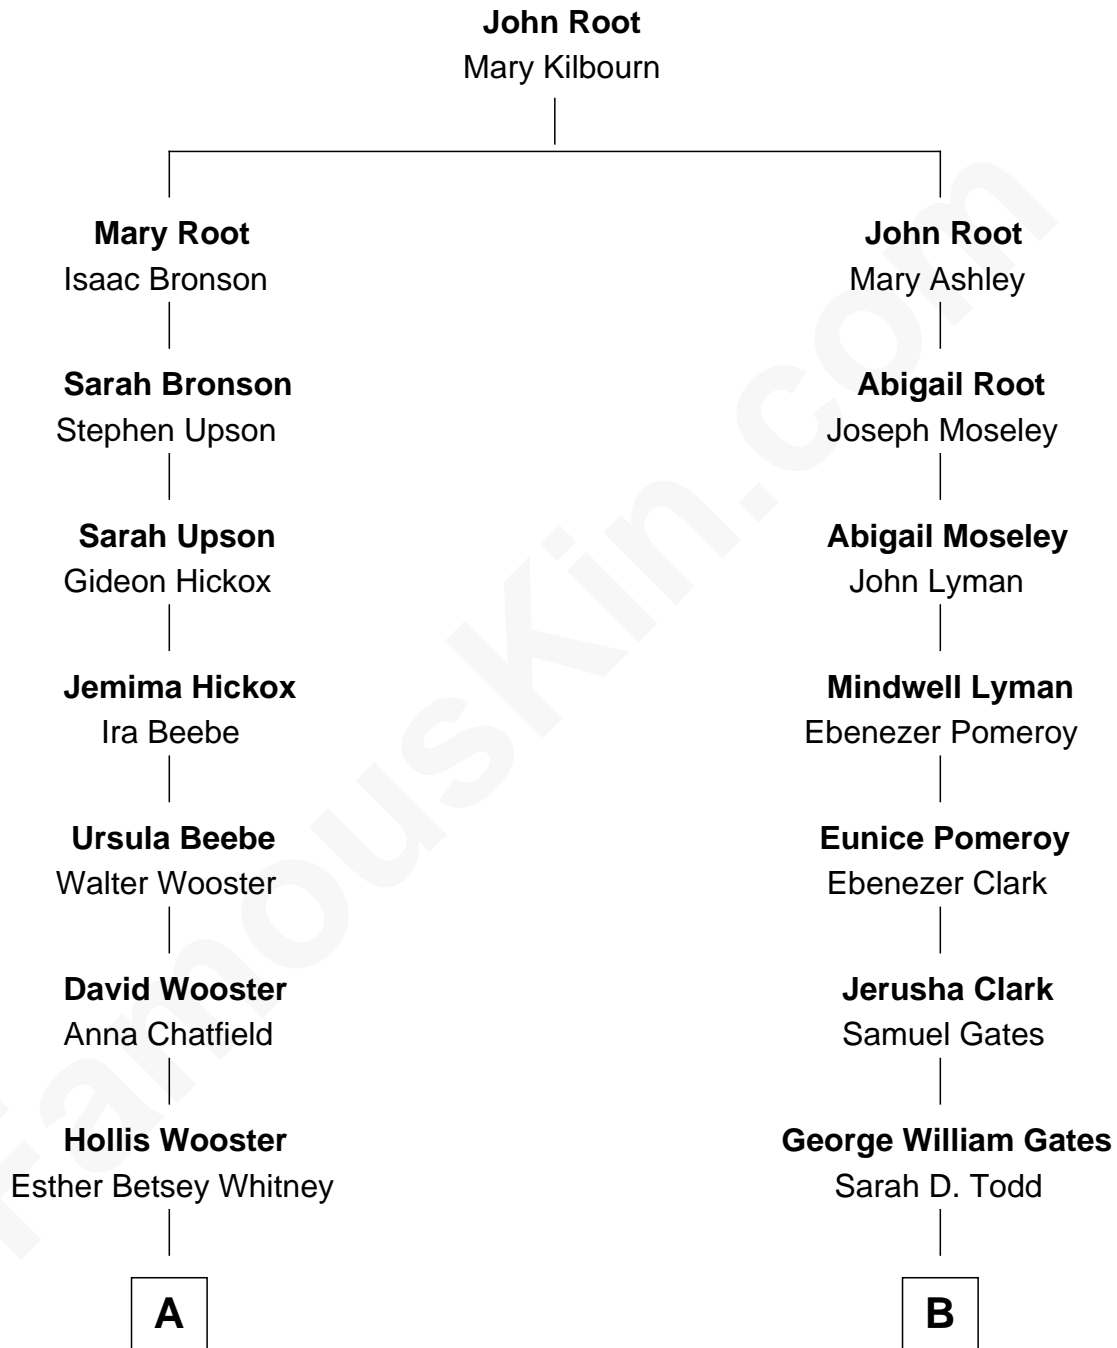 John Root
Mary Kilbourn
Mary Root
Isaac Bronson
Sarah Bronson
Stephen Upson
Sarah Upson
Gideon Hickox
Jemima Hickox
Ira Beebe
Ursula Beebe
Walter Wooster
David Wooster
Anna Chatfield
Hollis Wooster
Esther Betsey Whitney
A
John Root
Mary Ashley
Abigail Root
Joseph Moseley
Abigail Moseley
John Lyman
Mindwell Lyman
Ebenezer Pomeroy
Eunice Pomeroy
Ebenezer Clark
Jerusha Clark
Samuel Gates
George William Gates
Sarah D. Todd
B
FamousKin.com